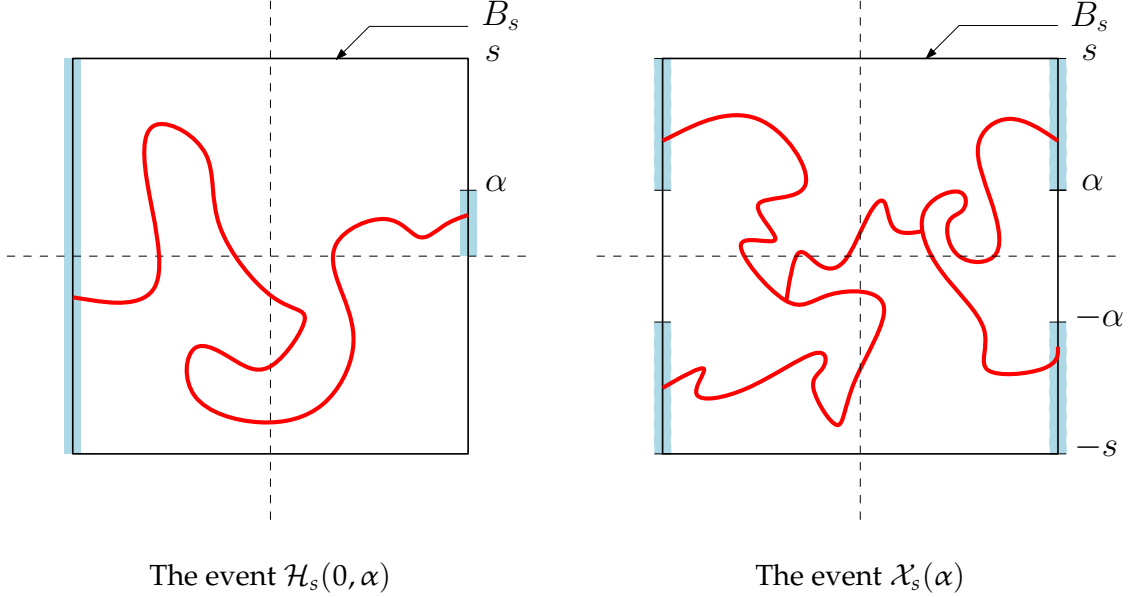 B_s
s
α
The event H_s(0, α)
B_s
s
α
−α
−s
The event X_s(α)